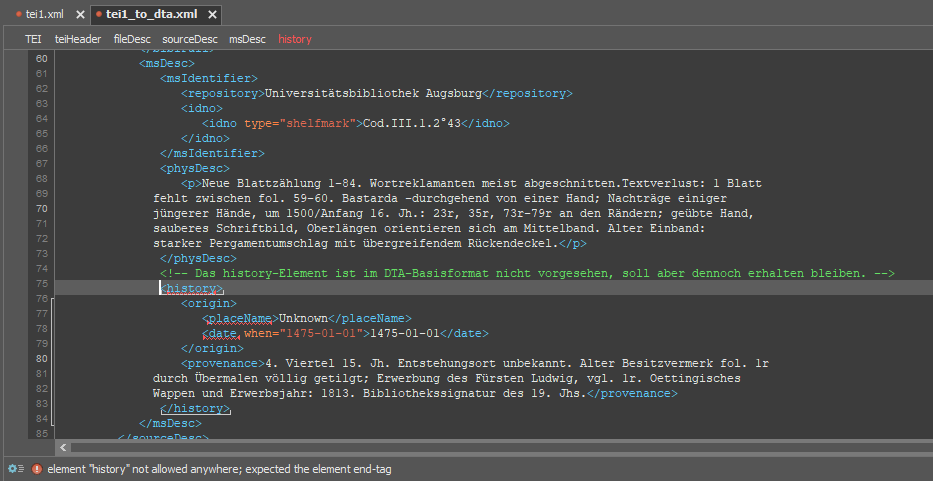 tei1.xml
tei1_to_dta.xml
TEI teiHeader fileDesc sourceDesc msDesc history
60
61 <msDesc>
62 <msIdentifier>
63 <repository>Universitätsbibliothek Augsburg</repository>
64 <idno>
65 <idno type="shelfmark">Cod.III.1.2°43</idno>
66 </idno>
67 </msIdentifier>
68 <physDesc>
69 <p>Neue Blattzählung 1-84. Wortreklamanten meist abgeschnitten.Textverlust: 1 Blatt
70 fehlt zwischen fol. 59-60. Bastarda -durchgehend von einer Hand; Nachträge einiger
71 jüngerer Hände, um 1500/Anfang 16. Jh.: 23r, 35r, 73r-79r an den Rändern; geübte Hand,
72 sauberes Schriftbild, Oberlängen orientieren sich am Mittelband. Alter Einband:
73 starker Pergamentumschlag mit übergreifendem Rückendeckel.</p>
74 </physDesc>
<!-- Das history-Element ist im DTA-Basisformat nicht vorgesehen, soll aber dennoch erhalten bleiben. -->
75 <history>
76 <origin>
77 <placeName>Unknown</placeName>
78 <date when="1475-01-01">1475-01-01</date>
79 </origin>
80 <provenance>4. Viertel 15. Jh. Entstehungsort unbekannt. Alter Besitzvermerk fol. 1r
81 durch Übermalen völlig getilgt; Erwerbung des Fürsten Ludwig, vgl. 1r. Oettingisches
82 Wappen und Erwerbsjahr: 1813. Bibliothekssignatur des 19. Jhs.</provenance>
83 </history>
84 </msDesc>
85 </sourceDesc>
element "history" not allowed anywhere; expected the element end-tag